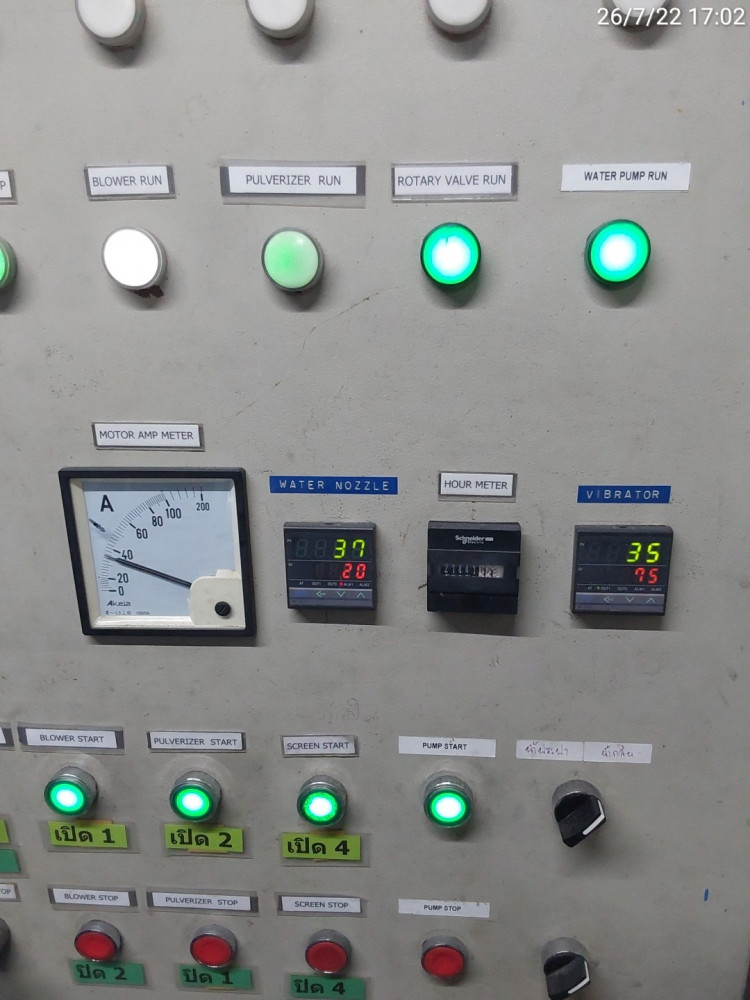 26/7/22 17:02
P
BLOWER RUN
PULVERIZER RUN
ROTARY VALVE RUN
WATER PUMP RUN
MOTOR AMP METER
WATER NOZZLE
HOUR METER
VIBRATOR
A
0
20
40
60
80
100
200
37
20
Schneider
Electric
35
75
BLOWER START
PULVERIZER START
SCREEN START
PUMP START
เปิด 1
เปิด 2
เปิด 4
OP
BLOWER STOP
PULVERIZER STOP
SCREEN STOP
PUMP STOP
ปิด 2
ปิด 1
ปิด 4